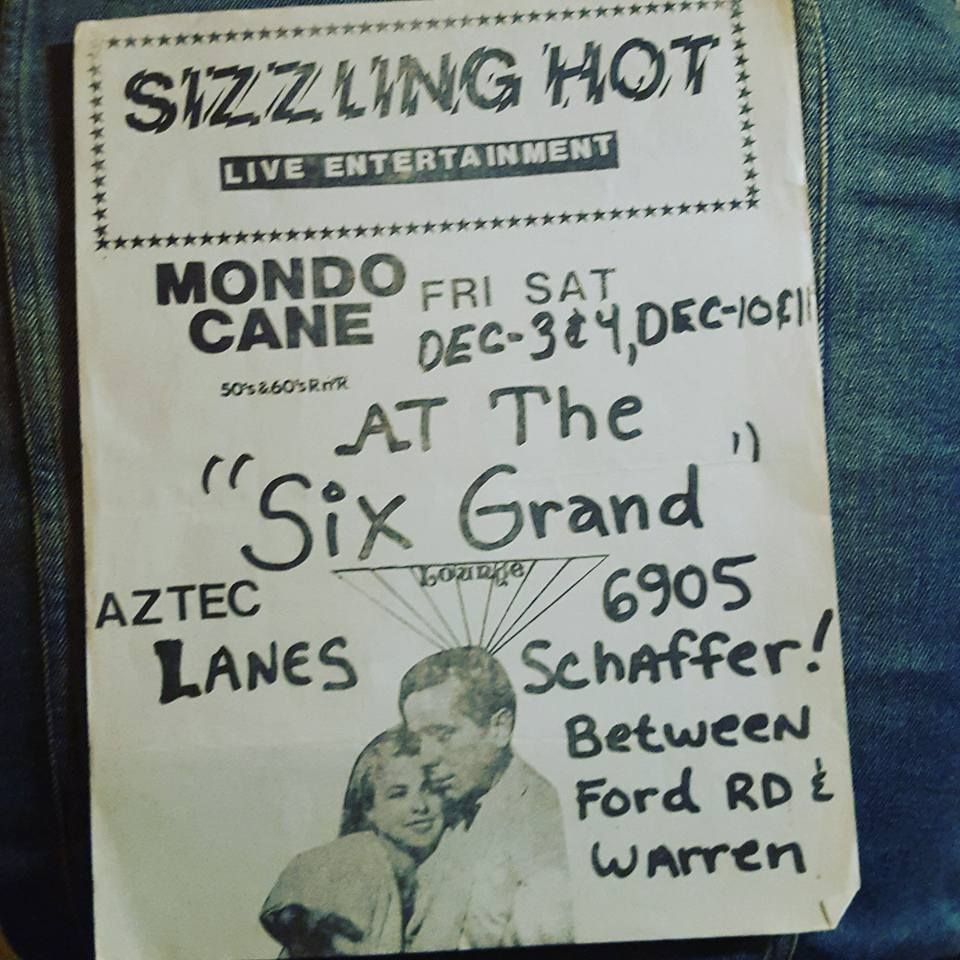 SIZZLING HOT
LIVE ENTERTAINMENT
MONDO
CANE
50's & 60's R n' R
FRI SAT
DEC-3 & 4, DEC-10 & 11
AT The
"Six Grand"
Lounge
AZTEC
LANES
6905
SchAffer!
BetweeN
Ford RD &
WArren